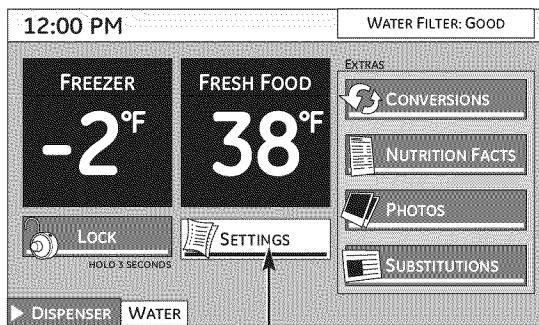 12:00 PM
WATER FILTER: GOOD
FREEZER
-2°F
FRESH FOOD
38°F
EXTRAS
CONVERSIONS
NUTRITION FACTS
PHOTOS
SUBSTITUTIONS
LOCK
HOLD 3 SECONDS
SETTINGS
DISPENSER
WATER